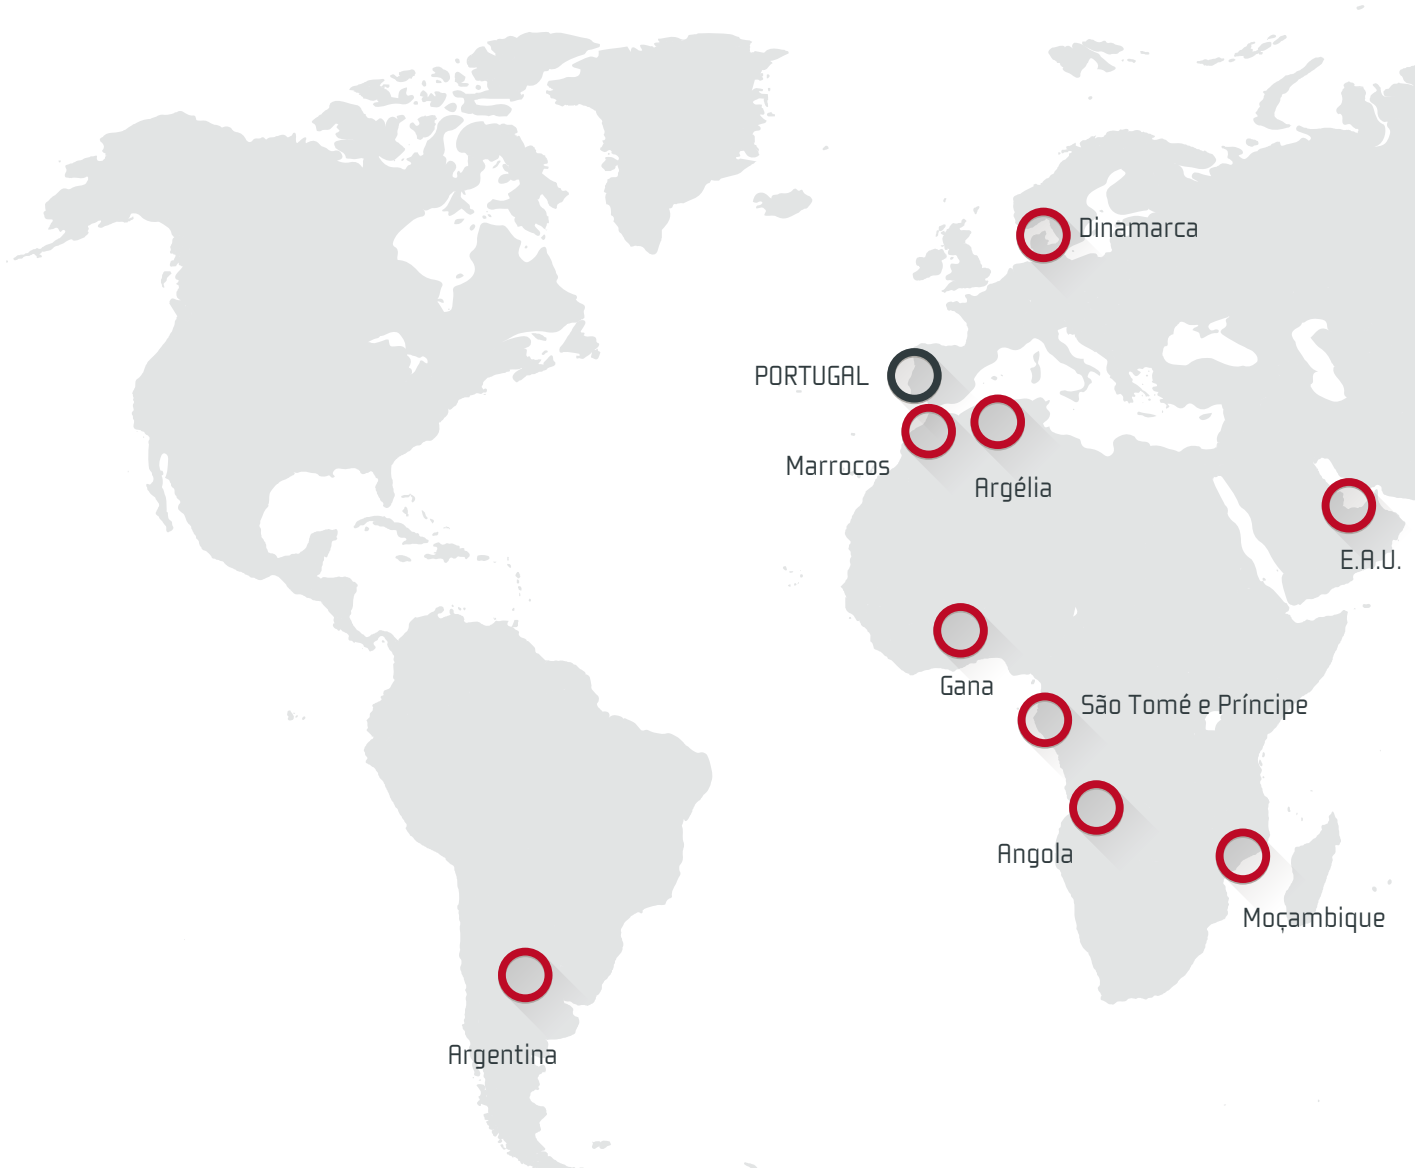 Dinamarca
PORTUGAL
Marrocos
Argélia
E.A.U.
Gana
São Tomé e Príncipe
Angola
Moçambique
Argentina